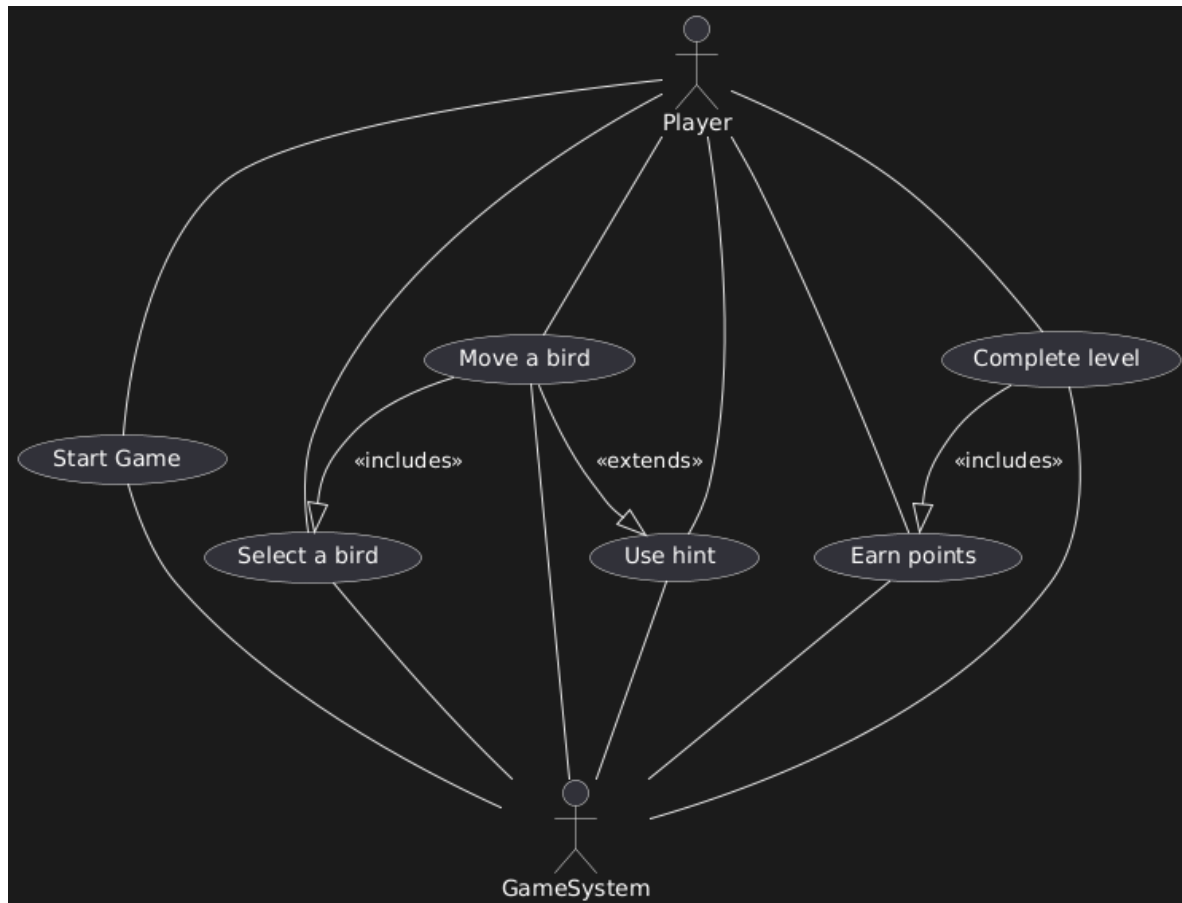 Player
Move a bird
Complete level
Start Game
«includes»
«extends»
«includes»
Select a bird
Use hint
Earn points
GameSystem